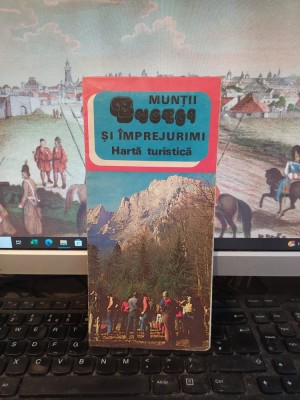 MUNȚII
Bucegi
ȘI ÎMPREJURIMI
Hartă turistică